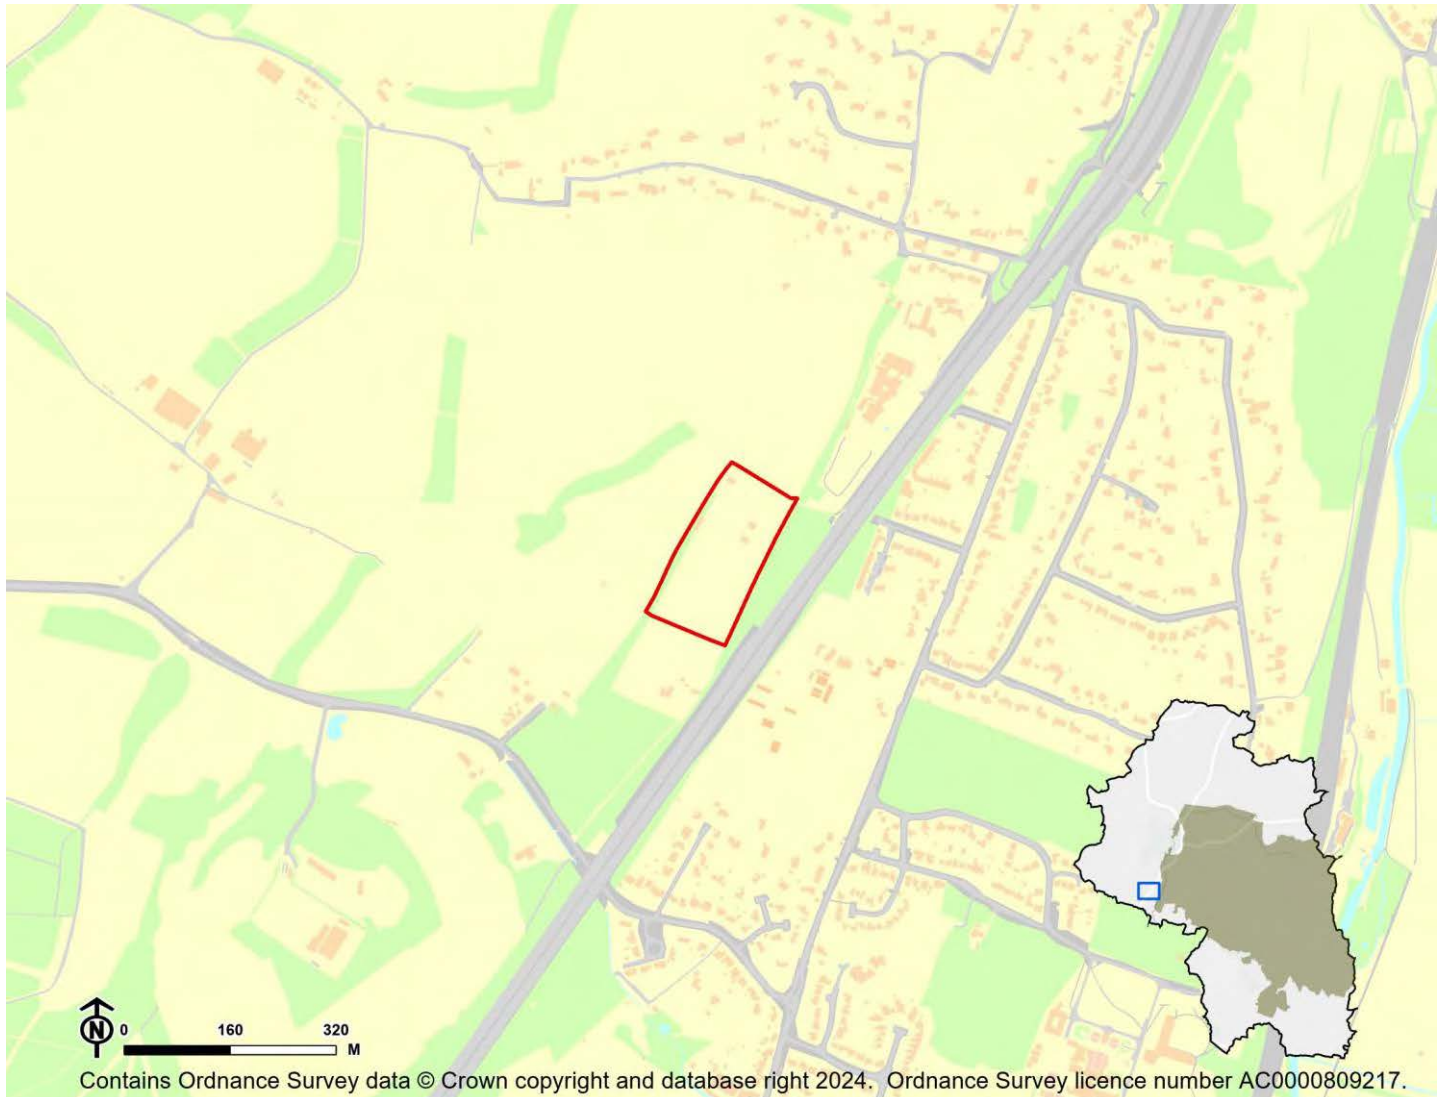 N
0 160 320
M
Contains Ordnance Survey data © Crown copyright and database right 2024. Ordnance Survey licence number AC0000809217.